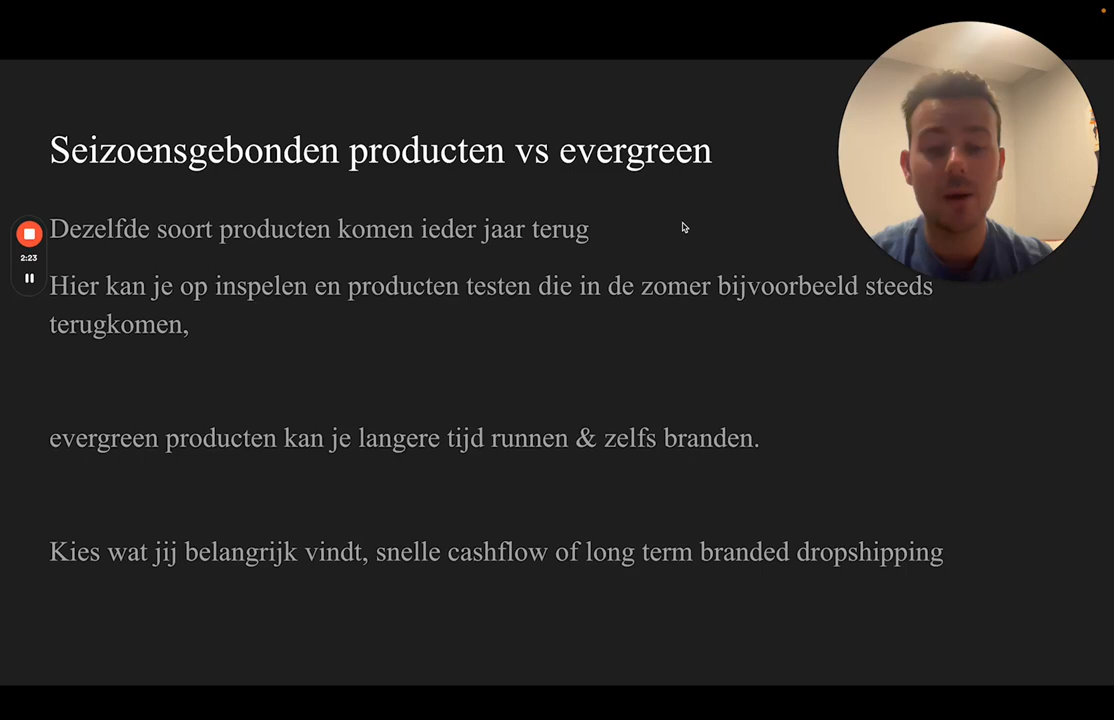 Seizoensgebonden producten vs evergreen
Dezelfde soort producten komen ieder jaar terug
2:23
Hier kan je op inspelen en producten testen die in de zomer bijvoorbeeld steeds
terugkomen,
evergreen producten kan je langere tijd runnen & zelfs branden.
Kies wat jij belangrijk vindt, snelle cashflow of long term branded dropshipping